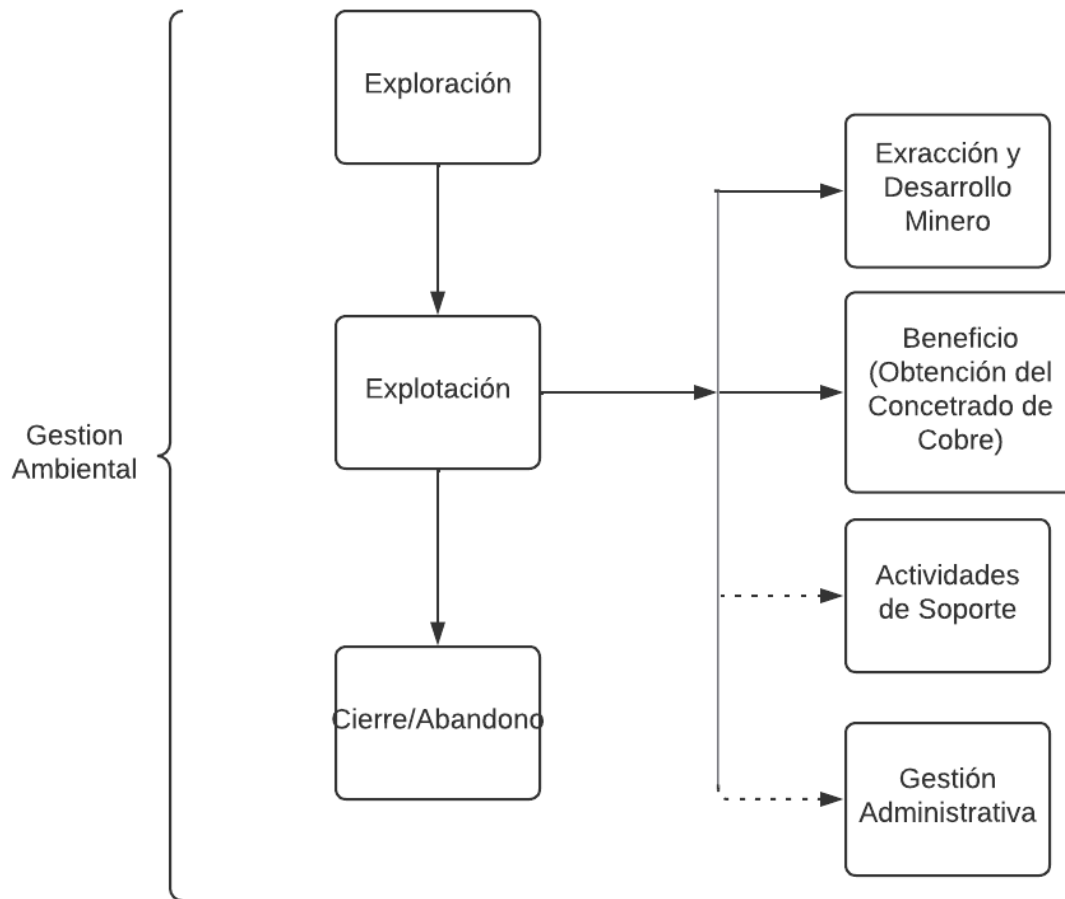 Exploración
Exracción y
Desarrollo
Minero
Explotación
Beneficio
(Obtención del
Concetrado de
Cobre)
Gestion
Ambiental
Actividades
de Soporte
Cierre/Abandono
Gestión
Administrativa